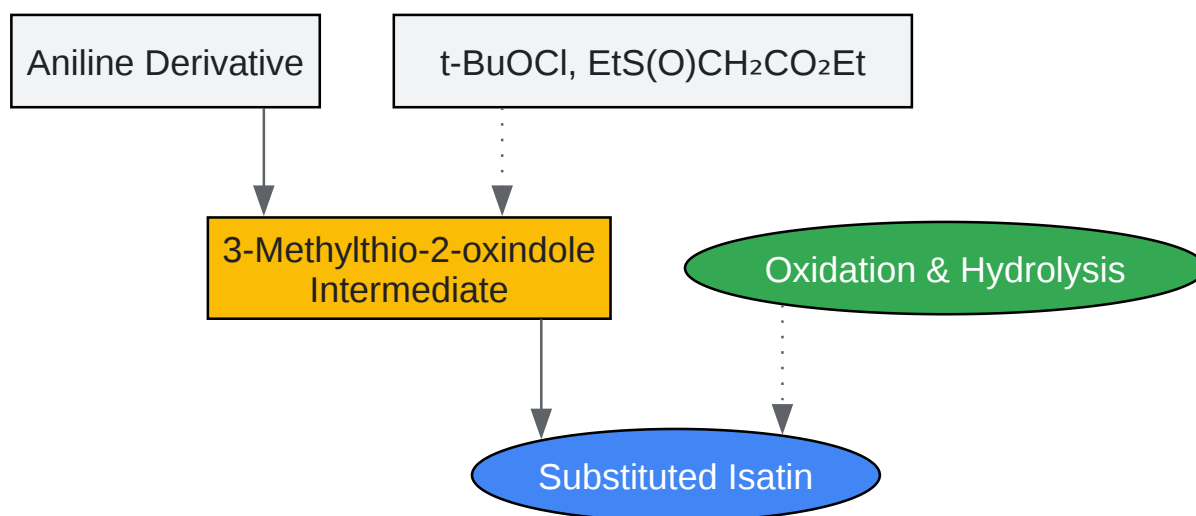 Aniline Derivative
t-BuOCl, EtS(O)CH₂CO₂Et
3-Methylthio-2-oxindole
Intermediate
Oxidation & Hydrolysis
Substituted Isatin